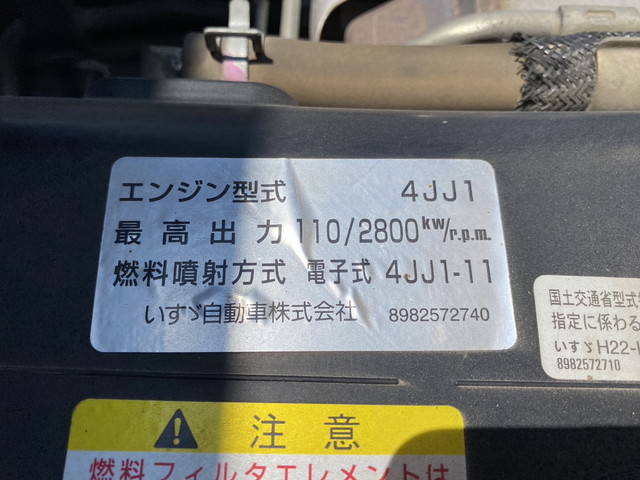 エンジン型式 4JJ1
最高出力 110/2800kW/r.p.m.
燃料噴射方式 電子式 4JJ1-11
いすゞ自動車株式会社 8982572740
国土交通省型式
指定に係わる
いすゞH22-
8982572710
注意
燃料フィルタエレメントは